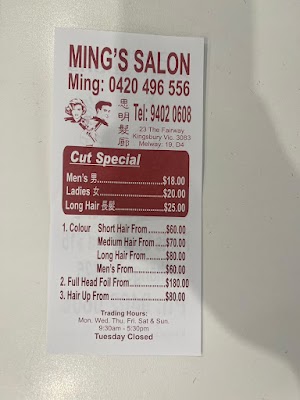 MING'S SALON
Ming: 0420 496 556
思明髮廊
Tel: 9402 0608
23 The Fairway
Kingsbury Vic. 3083
Melway: 19, D4
Cut Special
Men's 男....................$18.00
Ladies 女...................$20.00
Long Hair 長髮.............$25.00
1. Colour Short Hair From.........$60.00
Medium Hair From....$70.00
Long Hair From.........$80.00
Men's From...............$60.00
2. Full Head Foil From..............$180.00
3. Hair Up From......................$80.00
Trading Hours:
Mon. Wed. Thu. Fri. Sat & Sun.
9:30am - 5:30pm
Tuesday Closed